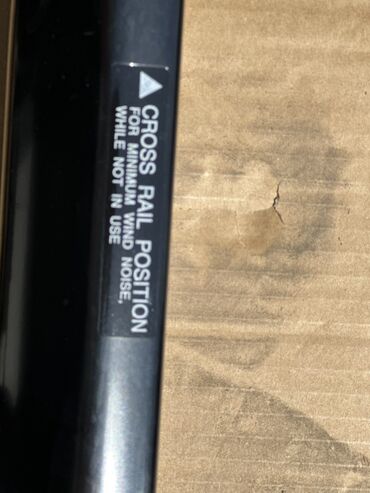 ▲ CROSS RAIL POSITION
FOR MINIMUM WIND NOISE,
WHILE NOT IN USE